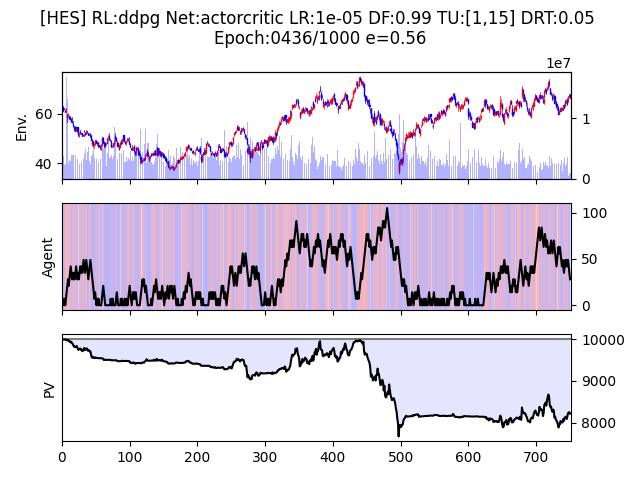 [HES] RL:ddpg Net:actorcritic LR:1e-05 DF:0.99 TU:[1,15] DRT:0.05
Epoch:0436/1000 e=0.56
1e7
Env.
60
40
1
0
Agent
100
50
0
PV
10000
9000
8000
0 100 200 300 400 500 600 700